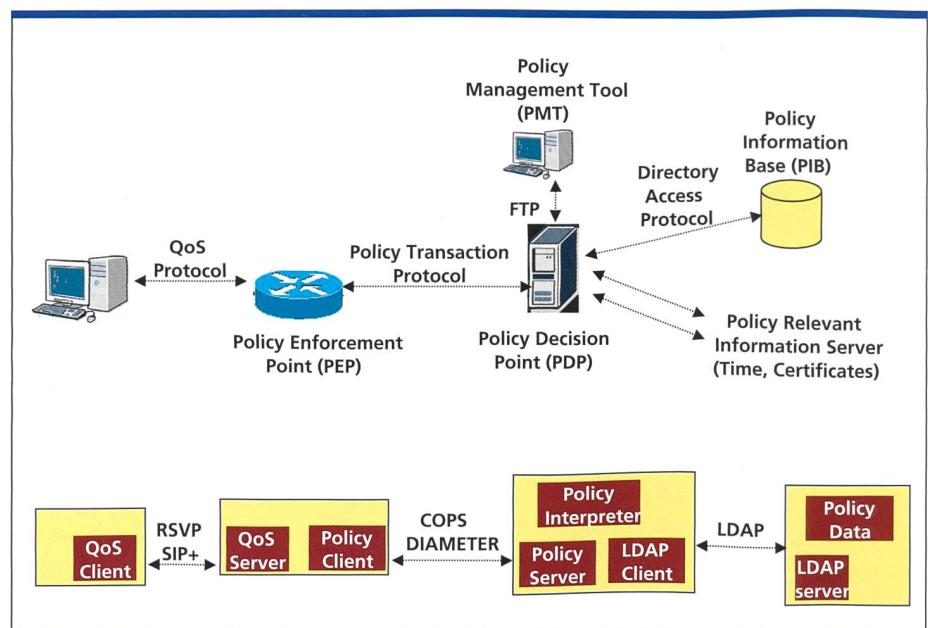 Policy
Management Tool
(PMT)
Policy
Information
Base (PIB)
Directory
Access
Protocol
FTP
QoS
Protocol
Policy Transaction
Protocol
Policy Enforcement
Point (PEP)
Policy Decision
Point (PDP)
Policy Relevant
Information Server
(Time, Certificates)
QoS
Client
RSVP
SIP+
QoS
Server
Policy
Client
COPS
DIAMETER
Policy
Interpreter
Policy
Server
LDAP
Client
LDAP
Policy
Data
LDAP
server